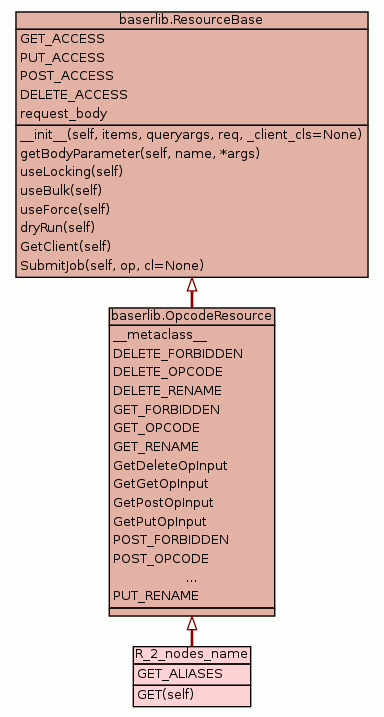 baserlib.ResourceBase
GET_ACCESS
PUT_ACCESS
POST_ACCESS
DELETE_ACCESS
request_body
__init__(self, items, queryargs, req, _client_cls=None)
getBodyParameter(self, name, *args)
useLocking(self)
useBulk(self)
useForce(self)
dryRun(self)
GetClient(self)
SubmitJob(self, op, cl=None)
baserlib.OpcodeResource
__metaclass__
DELETE_FORBIDDEN
DELETE_OPCODE
DELETE_RENAME
GET_FORBIDDEN
GET_OPCODE
GET_RENAME
GetDeleteOpInput
GetGetOpInput
GetPostOpInput
GetPutOpInput
POST_FORBIDDEN
POST_OPCODE
...
PUT_RENAME
R_2_nodes_name
GET_ALIASES
GET(self)